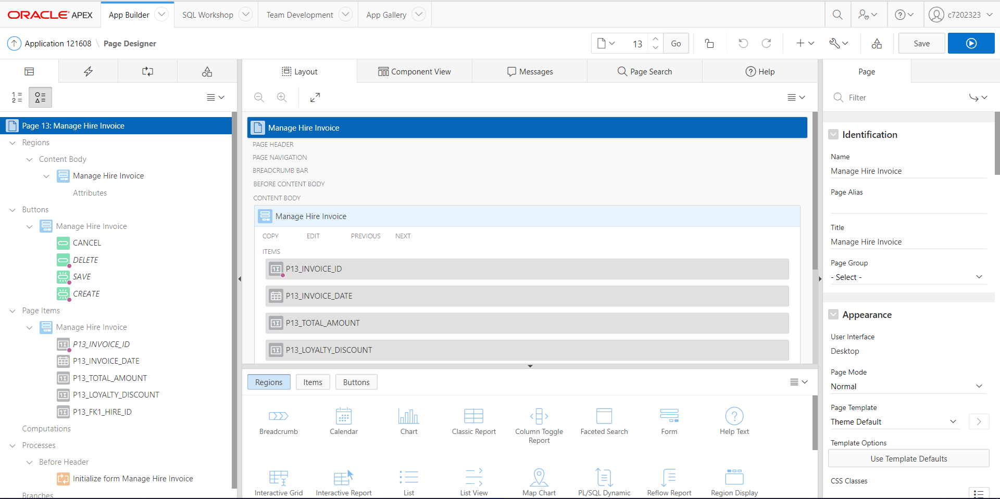 ORACLE APEX
App Builder
SQL Workshop
Team Development
App Gallery
c7202323
Application 121608 \ Page Designer
13
Go
Save
Layout
Component View
Messages
Page Search
Help
Page
1
2
Filter
Page 13: Manage Hire Invoice
Regions
Content Body
Manage Hire Invoice
Attributes
Buttons
Manage Hire Invoice
CANCEL
DELETE
SAVE
CREATE
Page Items
Manage Hire Invoice
P13_INVOICE_ID
P13_INVOICE_DATE
P13_TOTAL_AMOUNT
P13_LOYALTY_DISCOUNT
P13_FK1_HIRE_ID
Computations
Processes
Before Header
Initialize form Manage Hire Invoice
Branches
Manage Hire Invoice
PAGE HEADER
PAGE NAVIGATION
BREADCRUMB BAR
BEFORE CONTENT BODY
CONTENT BODY
Manage Hire Invoice
COPY EDIT PREVIOUS NEXT
ITEMS
P13_INVOICE_ID
P13_INVOICE_DATE
P13_TOTAL_AMOUNT
P13_LOYALTY_DISCOUNT
Regions
Items
Buttons
Breadcrumb
Calendar
Chart
Classic Report
Column Toggle
Report
Faceted Search
Form
Help Text
Interactive Grid
Interactive Report
List
List View
Map Chart
PL/SQL Dynamic
Reflow Report
Region Display
Identification
Name
Manage Hire Invoice
Page Alias
Title
Manage Hire Invoice
Page Group
- Select -
Appearance
User Interface
Desktop
Page Mode
Normal
Page Template
Theme Default
Template Options
Use Template Defaults
CSS Classes